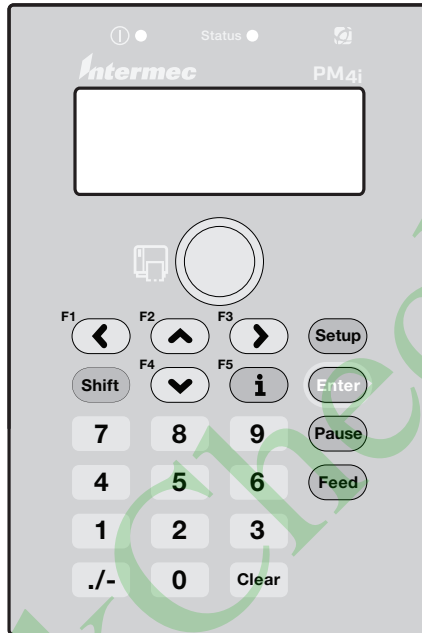 Status
Intermec PM4i
F1 F2 F3
Setup
Shift F4 F5 i Enter
7 8 9 Pause
4 5 6 Feed
1 2 3
./- 0 Clear